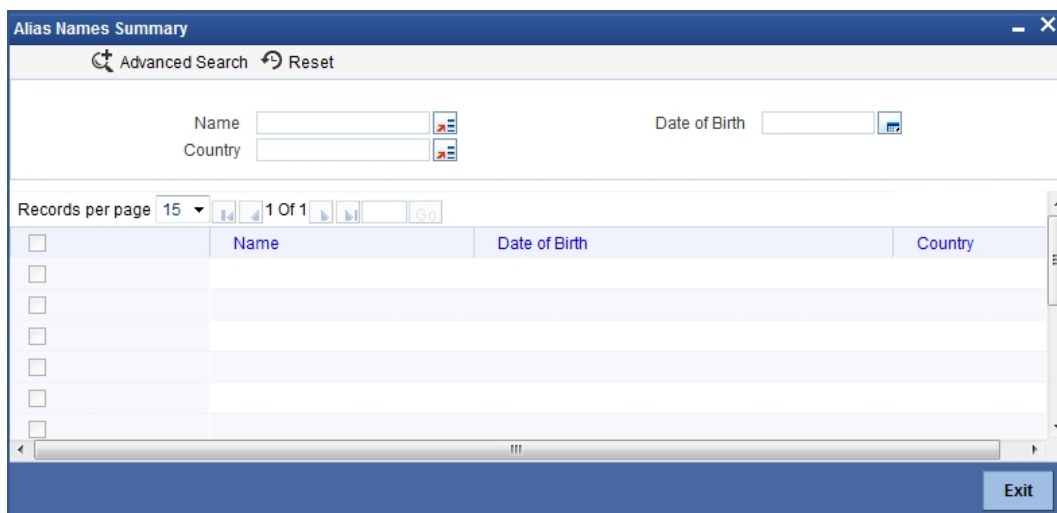 Alias Names Summary
Advanced Search Reset
Name Date of Birth
Country
Records per page 15 1 Of 1 Go
Name Date of Birth Country
Exit